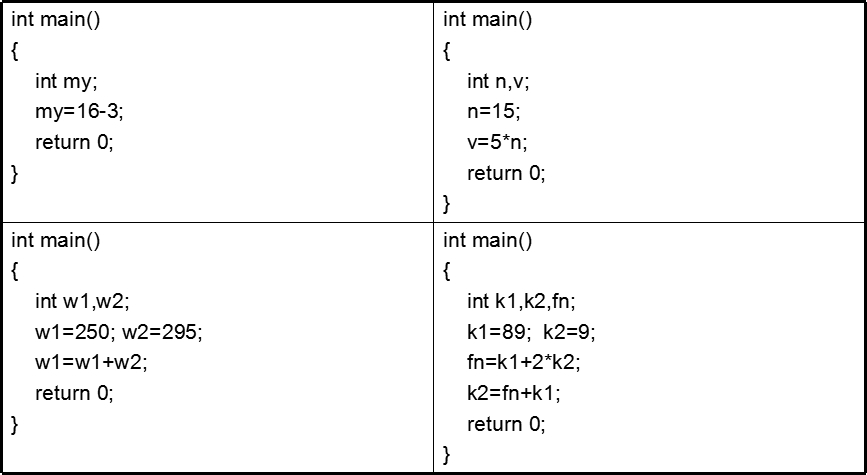 int main()
{
int my;
my=16-3;
return 0;
}
int main()
{
int n,v;
n=15;
v=5*n;
return 0;
}
int main()
{
int w1,w2;
w1=250; w2=295;
w1=w1+w2;
return 0;
}
int main()
{
int k1,k2,fn;
k1=89;  k2=9;
fn=k1+2*k2;
k2=fn+k1;
return 0;
}